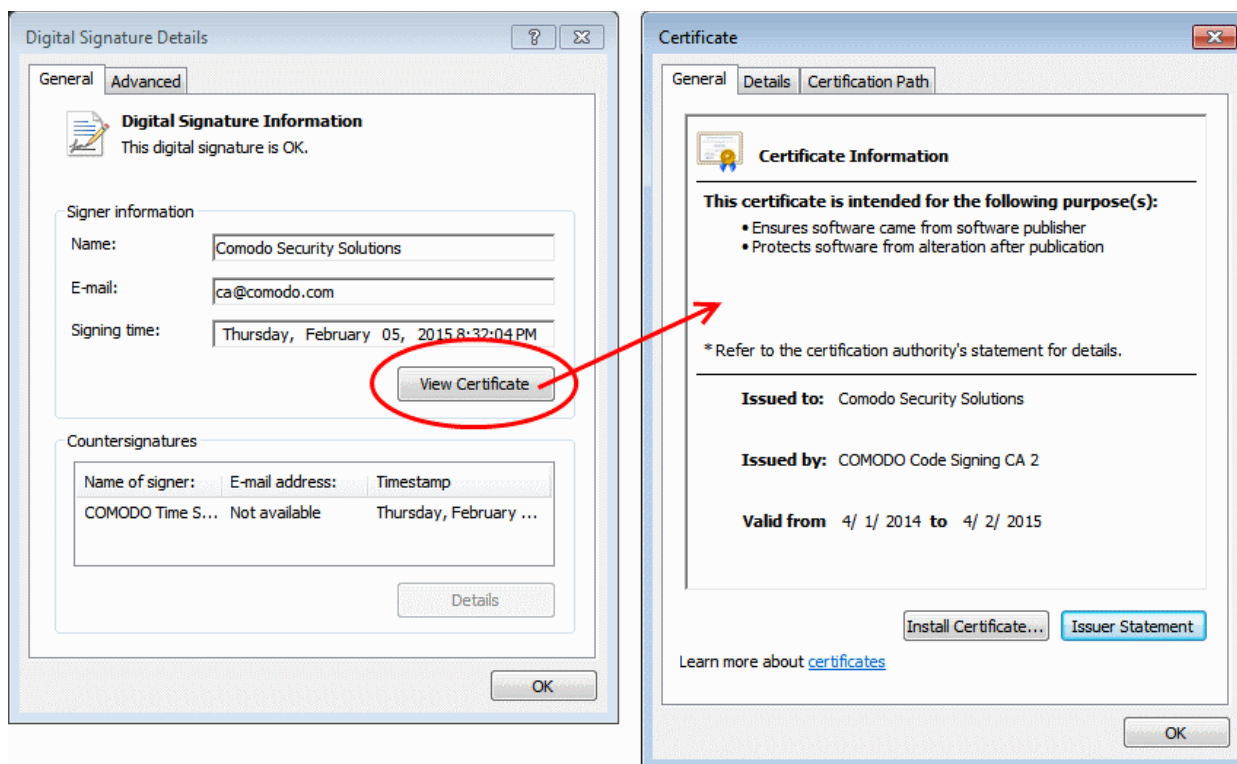 Digital Signature Details
General
Advanced
Digital Signature Information
This digital signature is OK.
Signer information
Name:
Comodo Security Solutions
E-mail:
ca@comodo.com
Signing time:
Thursday, February 05, 2015 8:32:04 PM
View Certificate
Countersignatures
Name of signer: E-mail address: Timestamp
COMODO Time S... Not available Thursday, February ...
Details
OK
Certificate
General
Details
Certification Path
Certificate Information
This certificate is intended for the following purpose(s):
• Ensures software came from software publisher
• Protects software from alteration after publication
* Refer to the certification authority's statement for details.
Issued to: Comodo Security Solutions
Issued by: COMODO Code Signing CA 2
Valid from 4/ 1/ 2014 to 4/ 2/ 2015
Install Certificate...
Issuer Statement
Learn more about certificates
OK